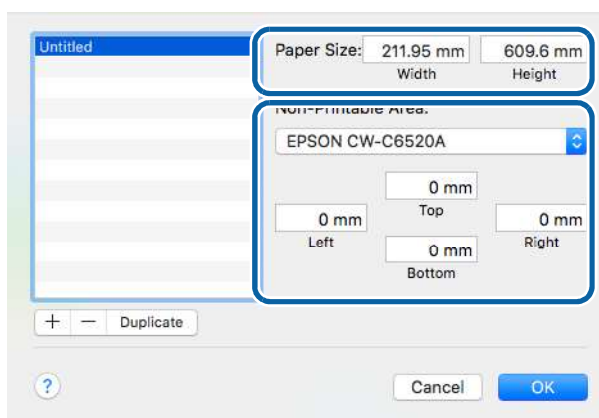 Untitled
Paper Size: 211.95 mm 609.6 mm
Width Height
Non-Printable Area:
EPSON CW-C6520A
0 mm
Top
0 mm 0 mm
Left Right
0 mm
Bottom
+ − Duplicate
? Cancel OK